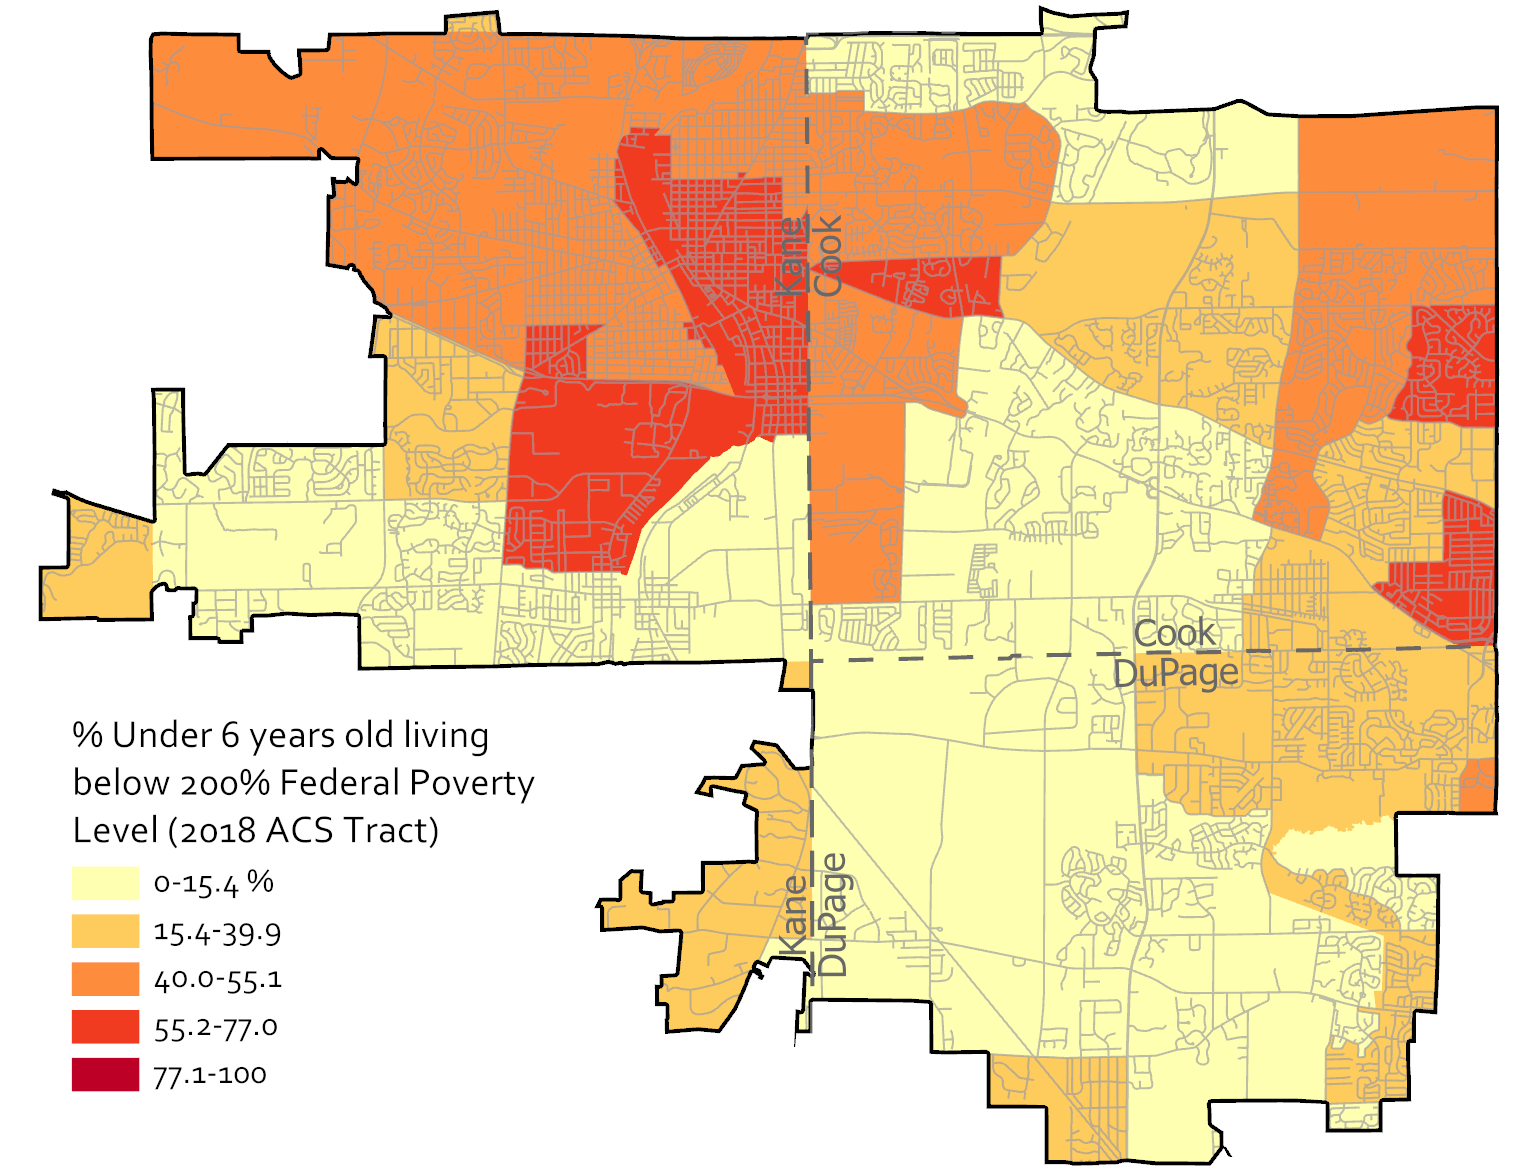 Kane
Cook
Cook
DuPage
% Under 6 years old living
below 200% Federal Poverty
Level (2018 ACS Tract)
0-15.4 %
15.4-39.9
40.0-55.1
55.2-77.0
77.1-100
Kane
DuPage